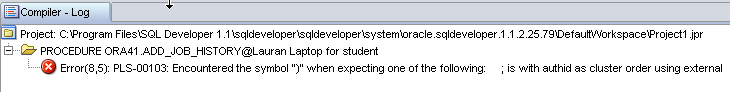 Compiler - Log
Project: C:\Program Files\SQL Developer 1.1\sqldeveloper\sqldeveloper\system\oracle.sqldeveloper.1.1.2.25.79\DefaultWorkspace\Project1.jpr
PROCEDURE ORA41.ADD_JOB_HISTORY@Lauran Laptop for student
Error(8,5): PLS-00103: Encountered the symbol ")" when expecting one of the following: ; is with authid as cluster order using external